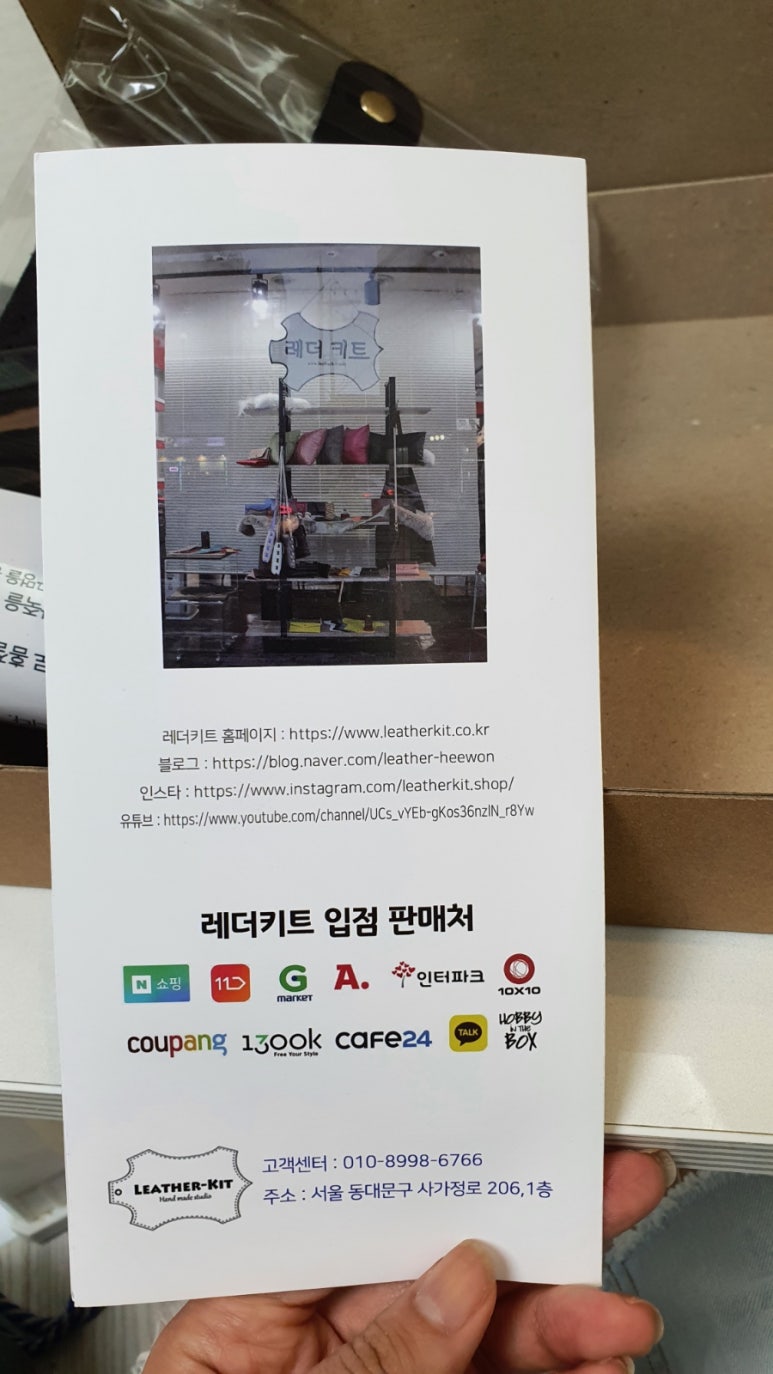 레더 키트
레더키트 홈페이지 : https://www.leatherkit.co.kr
블로그 : https://blog.naver.com/leather-heewon
인스타 : https://www.instagram.com/leatherkit.shop/
유튜브 : https://www.youtube.com/channel/UCs_vYEb-gKos36nzIN_r8Yw
레더키트 입점 판매처
N 쇼핑 11 G market A. 인터파크 10X10
coupang 1300k Free Your Style CAFE24 TALK HOBBY IN THE BOX
LEATHER-KIT
Hand made studio
고객센터 : 010-8998-6766
주소 : 서울 동대문구 사가정로 206,1층